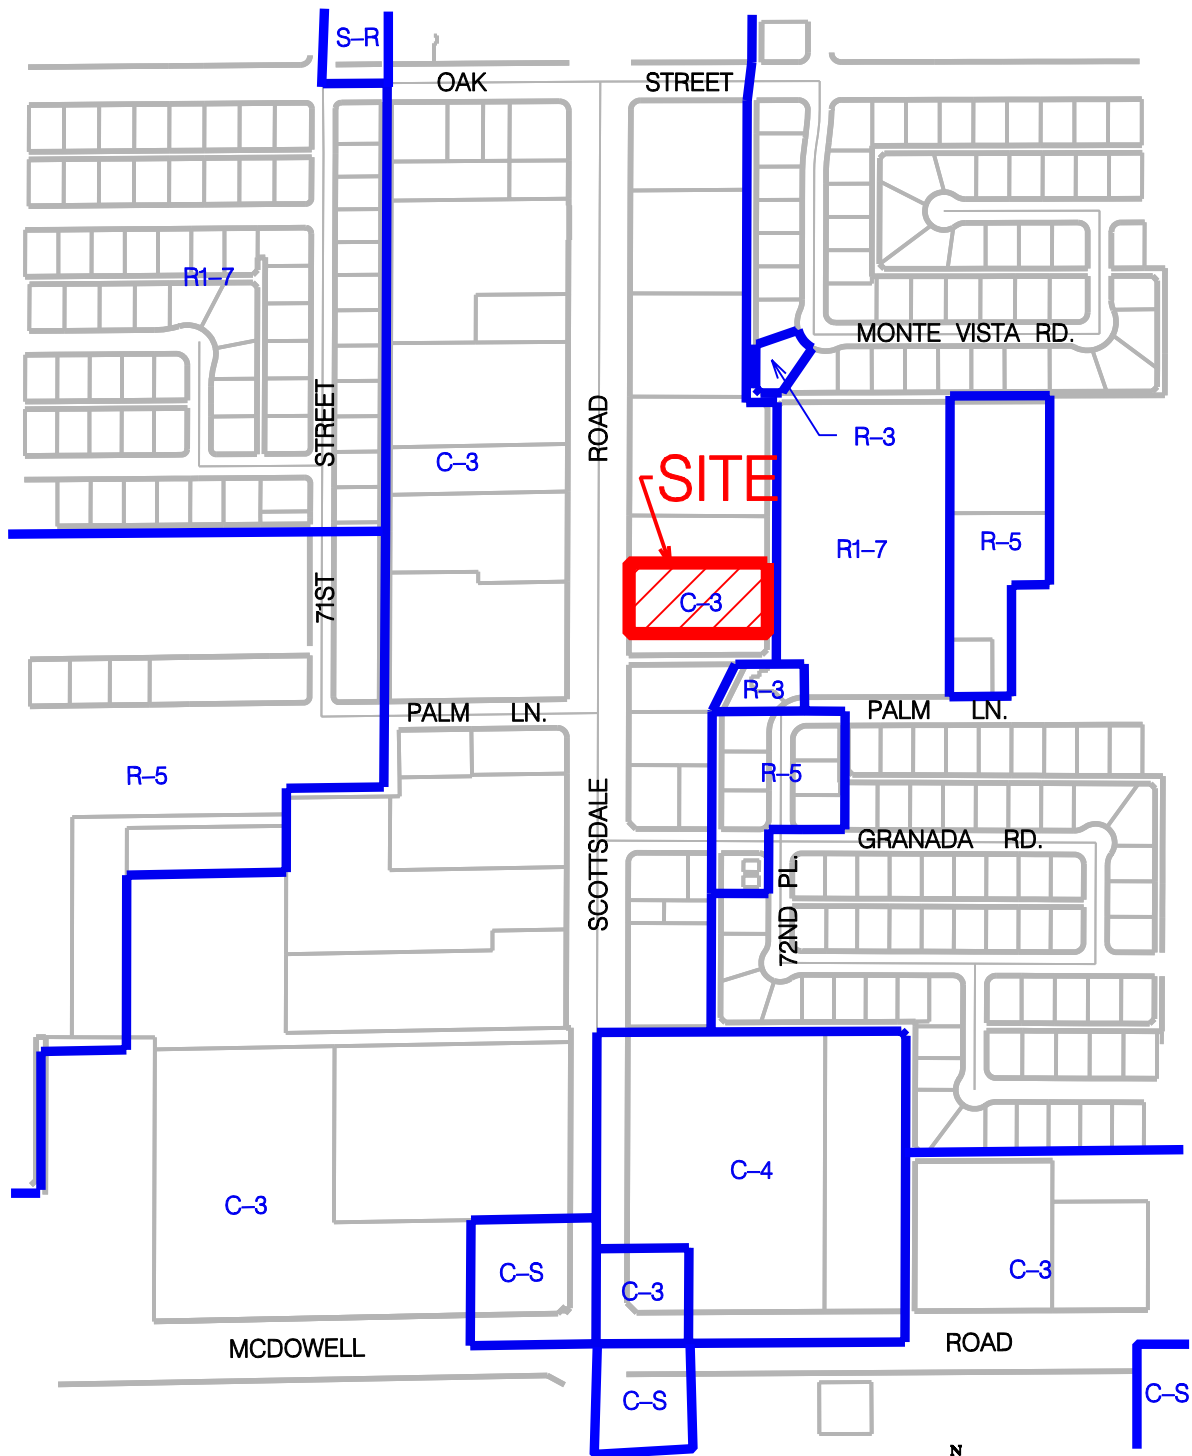 S–R
OAK STREET
R1–7
MONTE VISTA RD.
STREET
ROAD
R–3
C–3
SITE
R1–7
R–5
71ST
C–3
R–3
PALM LN.
PALM LN.
R–5
R–5
SCOTTSDALE
GRANADA RD.
72ND PL.
C–4
C–3
C–S
C–3
C–3
MCDOWELL ROAD
C–S
C–S
N